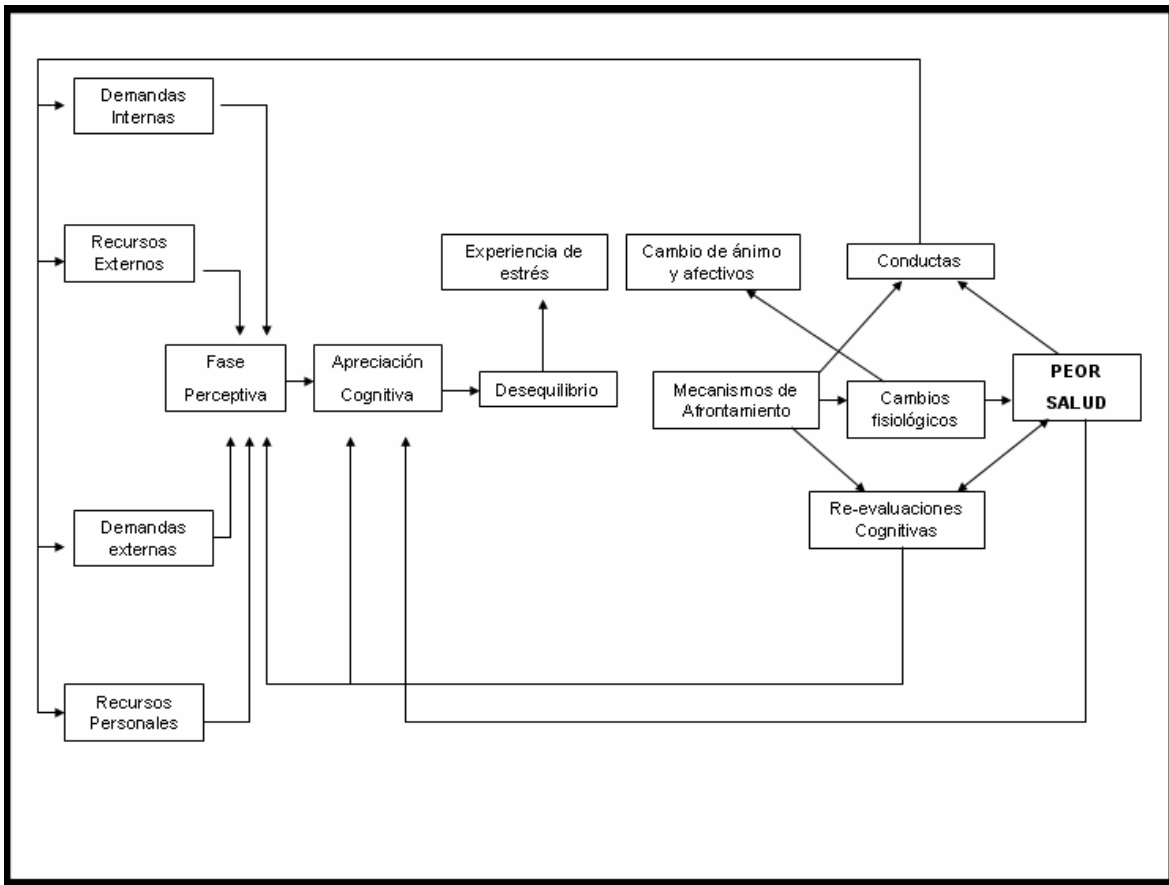 Demandas
Internas
Recursos
Externos
Experiencia de
estrés
Cambio de ánimo
y afectivos
Conductas
Fase
Perceptiva
Apreciación
Cognitiva
Desequilibrio
Mecanismos de
Afrontamiento
Cambios
fisiológicos
PEOR
SALUD
Demandas
externas
Re-evaluaciones
Cognitivas
Recursos
Personales